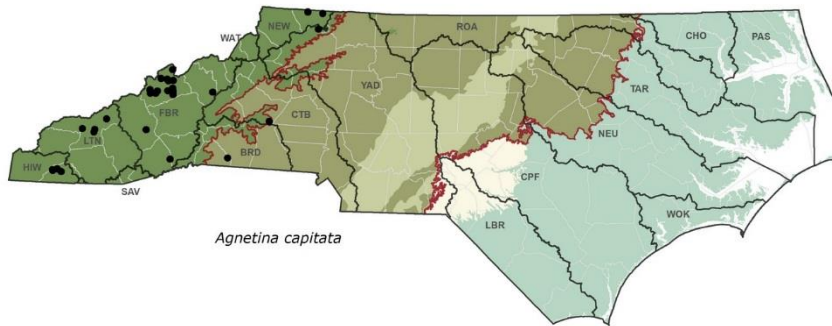 NEW
WAT
ROA
CHO
PAS
YAD
TAR
FBR
CTB
NEU
LTN
BRD
HIW
SAV
CPF
WOK
LBR
Agnetina capitata